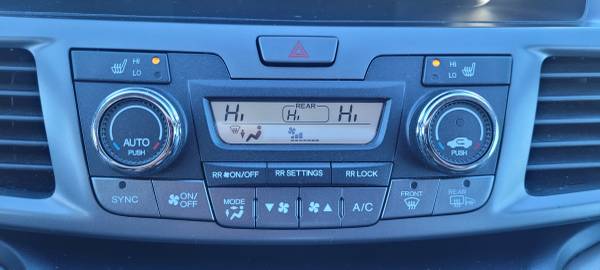 HI
LO
HI
LO
REAR
Hi
Hi
Hi
AUTO
PUSH
PUSH
RR ON/OFF
RR SETTINGS
RR LOCK
SYNC
ON/
OFF
MODE
A/C
FRONT
REAR